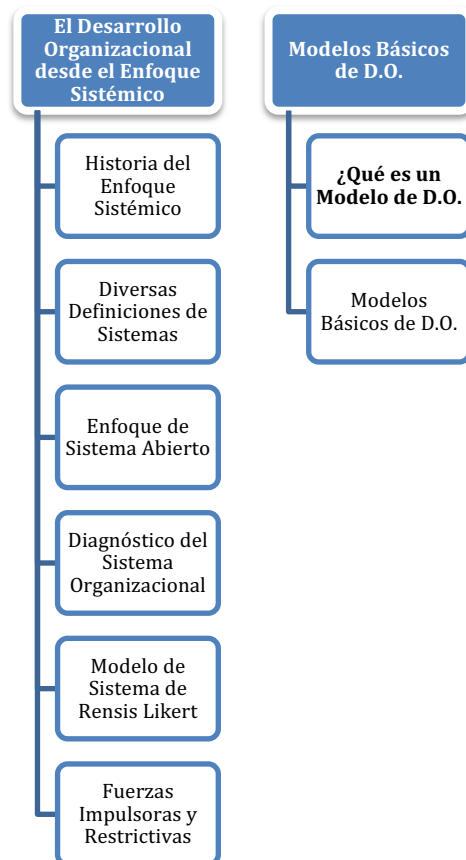 El Desarrollo
Organizacional
desde el Enfoque
Sistémico
Historia del
Enfoque
Sistémico
Diversas
Definiciones de
Sistemas
Enfoque de
Sistema Abierto
Diagnóstico del
Sistema
Organizacional
Modelo de
Sistema de
Rensis Likert
Fuerzas
Impulsoras y
Restrictivas
Modelos Básicos
de D.O.
¿Qué es un
Modelo de D.O.
Modelos
Básicos de D.O.